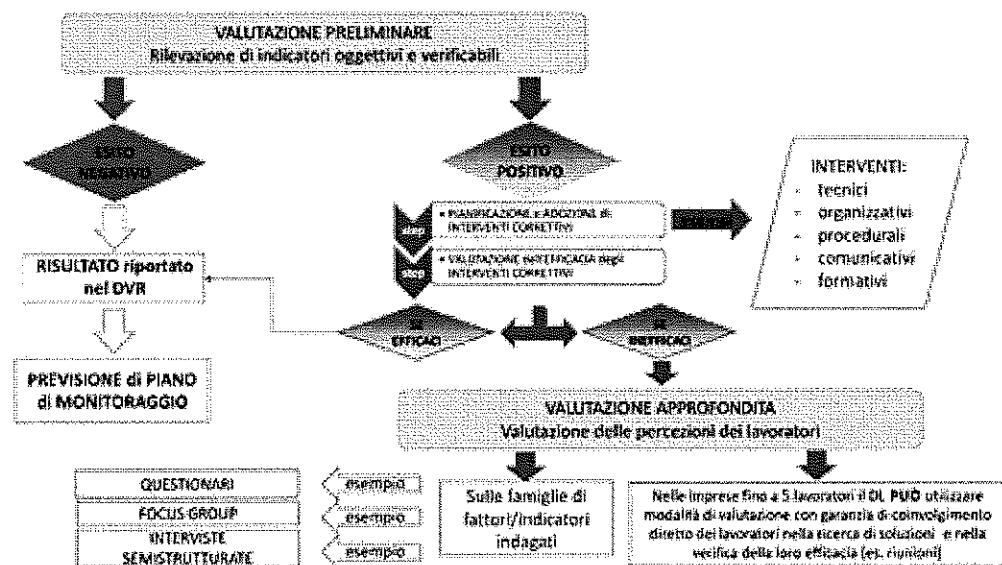 VALUTAZIONE PRELIMINARE
Rilevazione di indicatori oggettivi e verificabili
ESITO
NEGATIVO
ESITO
POSITIVO
INTERVENTI:
tecnici
organizzativi
procedurali
comunicativi
formativi
step
• PIANIFICAZIONE e ADOZIONE di
INTERVENTI CORRETTIVI
step
• VALUTAZIONE dell'EFFICACIA degli
INTERVENTI CORRETTIVI
RISULTATO riportato
nel DVR
SE
EFFICACI
SE
INEFFICACI
PREVISIONE di PIANO
di MONITORAGGIO
VALUTAZIONE APPROFONDITA
Valutazione delle percezioni dei lavoratori
QUESTIONARI
FOCUS GROUP
INTERVISTE
SEMISTRUTTURATE
esempio
esempio
esempio
Sulle famiglie di
fattori/indicatori
indagati
Nelle imprese fino a 5 lavoratori il DL PUO utilizzare
modalità di valutazione con garanzia di coinvolgimento
diretto dei lavoratori nella ricerca di soluzioni e nella
verifica della loro efficacia (es. riunioni)